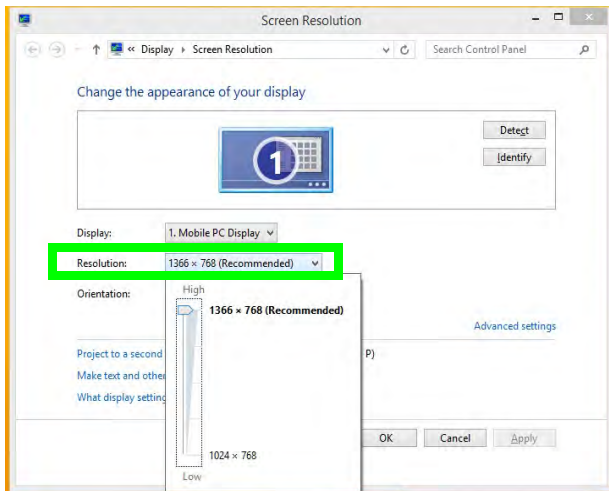 Screen Resolution
« Display ▸ Screen Resolution
Search Control Panel
Change the appearance of your display
1
Detect
Identify
Display: 1. Mobile PC Display
Resolution: 1366 × 768 (Recommended)
Orientation:
High
1366 × 768 (Recommended)
Advanced settings
Project to a second P)
Make text and other
What display setting
OK Cancel Apply
1024 × 768
Low